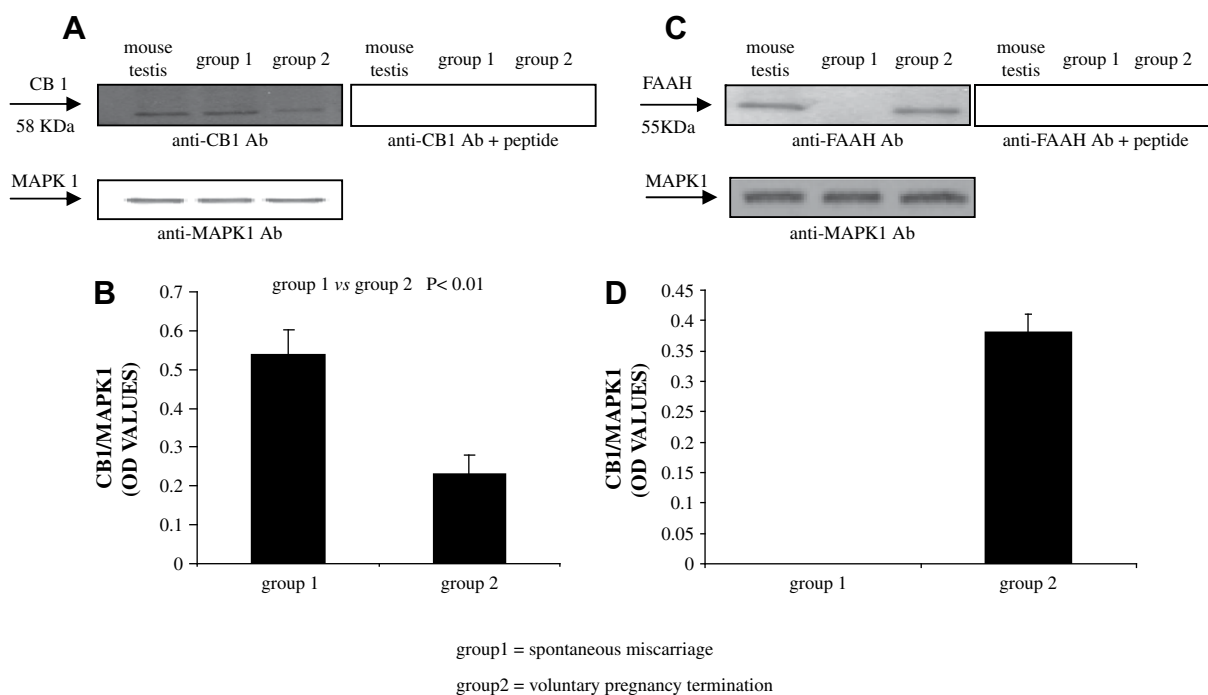 A
mouse testis group 1 group 2
mouse testis group 1 group 2
CB 1
58 KDa
anti-CB1 Ab
anti-CB1 Ab + peptide
MAPK 1
anti-MAPK1 Ab
C
mouse testis group 1 group 2
mouse testis group 1 group 2
FAAH
55KDa
anti-FAAH Ab
anti-FAAH Ab + peptide
MAPK1
anti-MAPK1 Ab
B
group 1 vs group 2 P< 0.01
CB1/MAPK1
(OD VALUES)
0.7
0.6
0.5
0.4
0.3
0.2
0.1
0
group 1
group 2
D
CB1/MAPK1
(OD VALUES)
0.45
0.4
0.35
0.3
0.25
0.2
0.15
0.1
0.05
0
group 1
group 2
group1 = spontaneous miscarriage
group2 = voluntary pregnancy termination